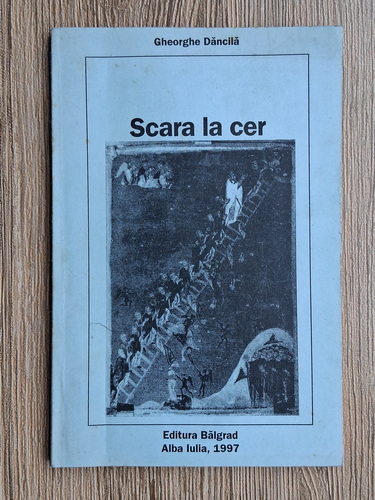 Gheorghe Dăncilă
Scara la cer
Editura Bălgrad
Alba Iulia, 1997